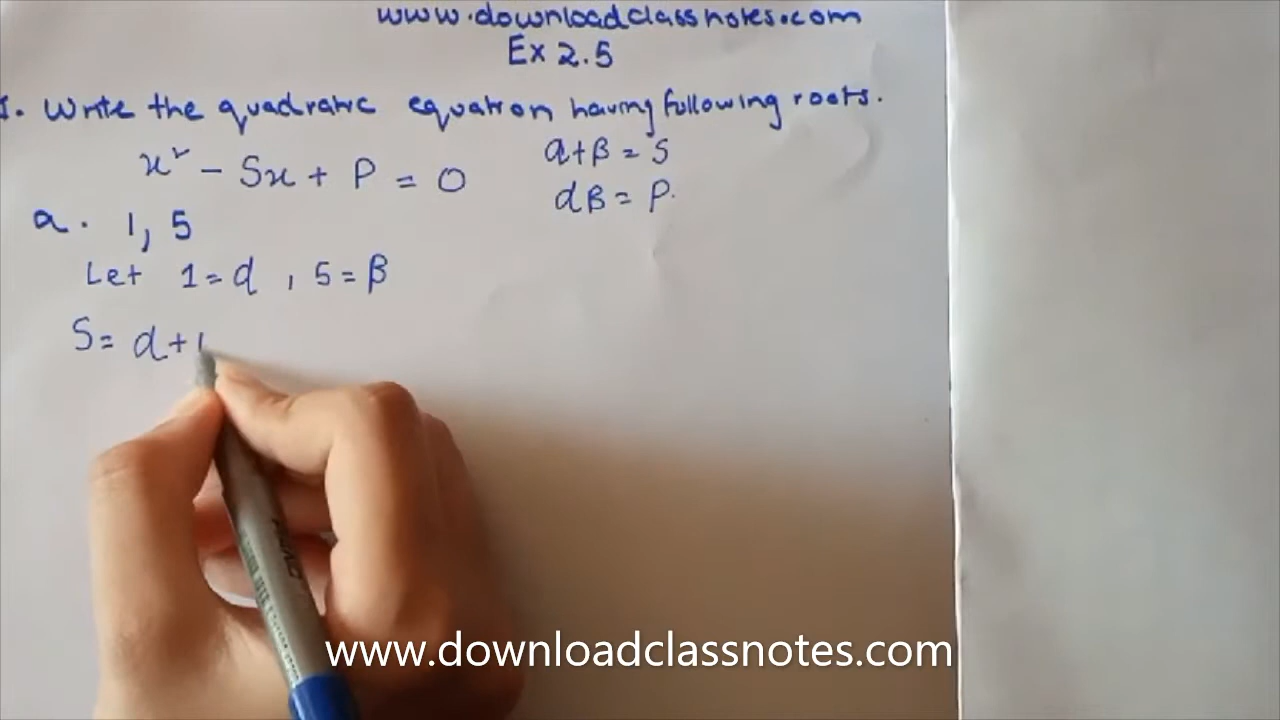 www.downloadclassnotes.com
Ex 2.5
1. Write the quadratic equation having following roots.
x² - Sx + P = 0
α+β = S
αβ = P.
a. 1, 5
Let 1 = α , 5 = β
S = α +
www.downloadclassnotes.com